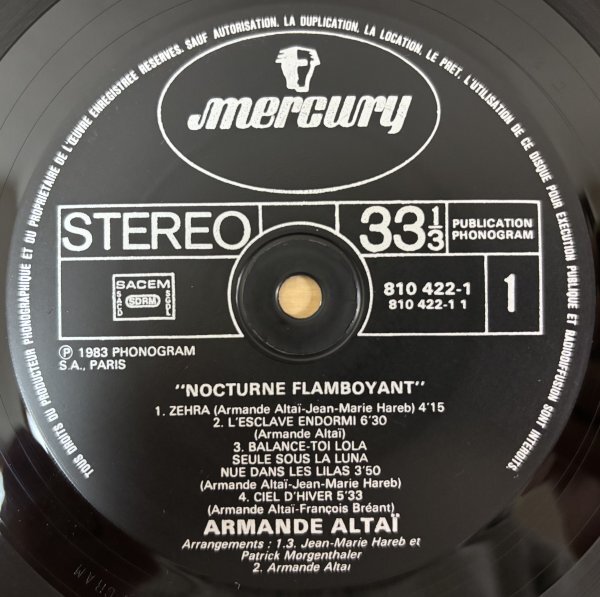 TOUS DROITS DU PRODUCTEUR PHONOGRAPHIQUE ET DU PROPRIETAIRE DE L'ŒUVRE ENREGISTREE RESERVES. SAUF AUTORISATION. LA DUPLICATION. LA LOCATION. LE PRET. L'UTILISATION DE CE DISQUE POUR EXECUTION PUBLIQUE ET RADIODIFFUSION SONT INTERDITS
mercury
STEREO
33 1/3
PUBLICATION
PHONOGRAM
SACEM
SACD
SDRM
SGDL
810 422-1
810 422-1 1
1
Ⓟ 1983 PHONOGRAM
S.A., PARIS
"NOCTURNE FLAMBOYANT"
1. ZEHRA (Armande Altaï-Jean-Marie Hareb) 4'15
2. L'ESCLAVE ENDORMI 6'30
(Armande Altaï)
3. BALANCE-TOI LOLA
SEULE SOUS LA LUNA
NUE DANS LES LILAS 3'50
(Armande Altaï-Jean-Marie Hareb)
4. CIEL D'HIVER 5'33
(Armande Altaï-François Bréant)
ARMANDE ALTAÏ
Arrangements : 1.3. Jean-Marie Hareb et
Patrick Morgenthaler
2. Armande Altaï